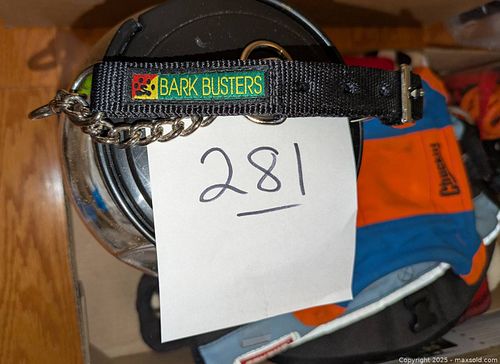 BARK BUSTERS
281
Chuckit!
Copyright 2025 - maxsold.com